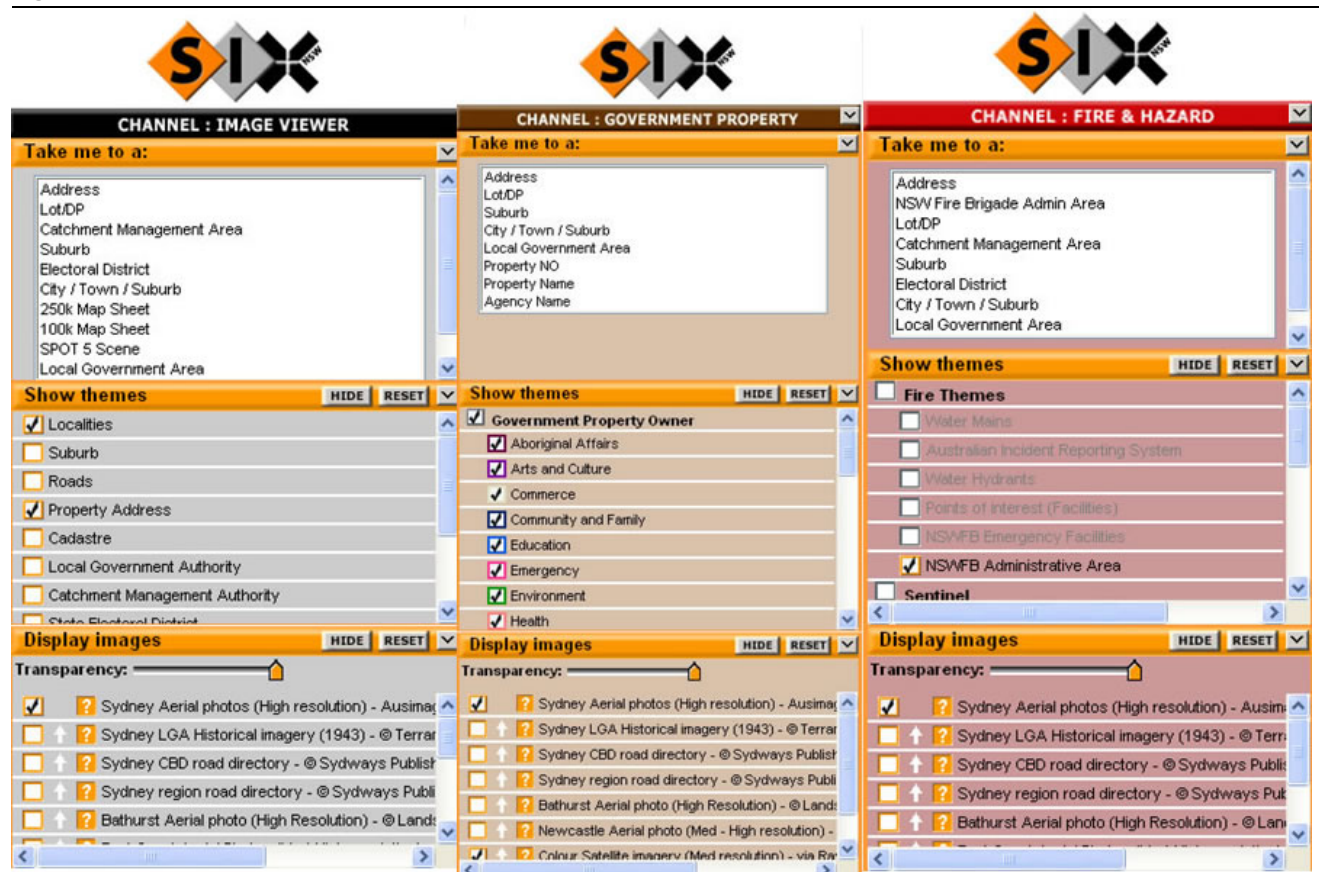 SIX NSW
CHANNEL : IMAGE VIEWER
Take me to a:
Address
Lot/DP
Catchment Management Area
Suburb
Electoral District
City / Town / Suburb
250k Map Sheet
100k Map Sheet
SPOT 5 Scene
Local Government Area
Show themes HIDE RESET
Localities
Suburb
Roads
Property Address
Cadastre
Local Government Authority
Catchment Management Authority
State Electoral District
Display images HIDE RESET
Transparency:
? Sydney Aerial photos (High resolution) - Ausimag
? Sydney LGA Historical imagery (1943) - © Terrar
? Sydney CBD road directory - © Sydways Publish
? Sydney region road directory - © Sydways Publi
? Bathurst Aerial photo (High Resolution) - © Lands
SIX NSW
CHANNEL : GOVERNMENT PROPERTY
Take me to a:
Address
Lot/DP
Suburb
City / Town / Suburb
Local Government Area
Property NO
Property Name
Agency Name
Show themes HIDE RESET
Government Property Owner
Aboriginal Affairs
Arts and Culture
Commerce
Community and Family
Education
Emergency
Environment
Health
Display images HIDE RESET
Transparency:
? Sydney Aerial photos (High resolution) - Ausimag
? Sydney LGA Historical imagery (1943) - © Terrar
? Sydney CBD road directory - © Sydways Publish
? Sydney region road directory - © Sydways Publi
? Bathurst Aerial photo (High Resolution) - © Lands
? Newcastle Aerial photo (Med - High resolution) -
? Colour Satellite imagery (Med resolution) - via Ra
SIX NSW
CHANNEL : FIRE & HAZARD
Take me to a:
Address
NSW Fire Brigade Admin Area
Lot/DP
Catchment Management Area
Suburb
Electoral District
City / Town / Suburb
Local Government Area
Show themes HIDE RESET
Fire Themes
Water Mains
Australian Incident Reporting System
Water Hydrants
Points of interest (Facilities)
NSWFB Emergency Facilities
NSWFB Administrative Area
Sentinel
Display images HIDE RESET
Transparency:
? Sydney Aerial photos (High resolution) - Ausim
? Sydney LGA Historical imagery (1943) - © Terr
? Sydney CBD road directory - © Sydways Publis
? Sydney region road directory - © Sydways Pub
? Bathurst Aerial photo (High Resolution) - © Lan